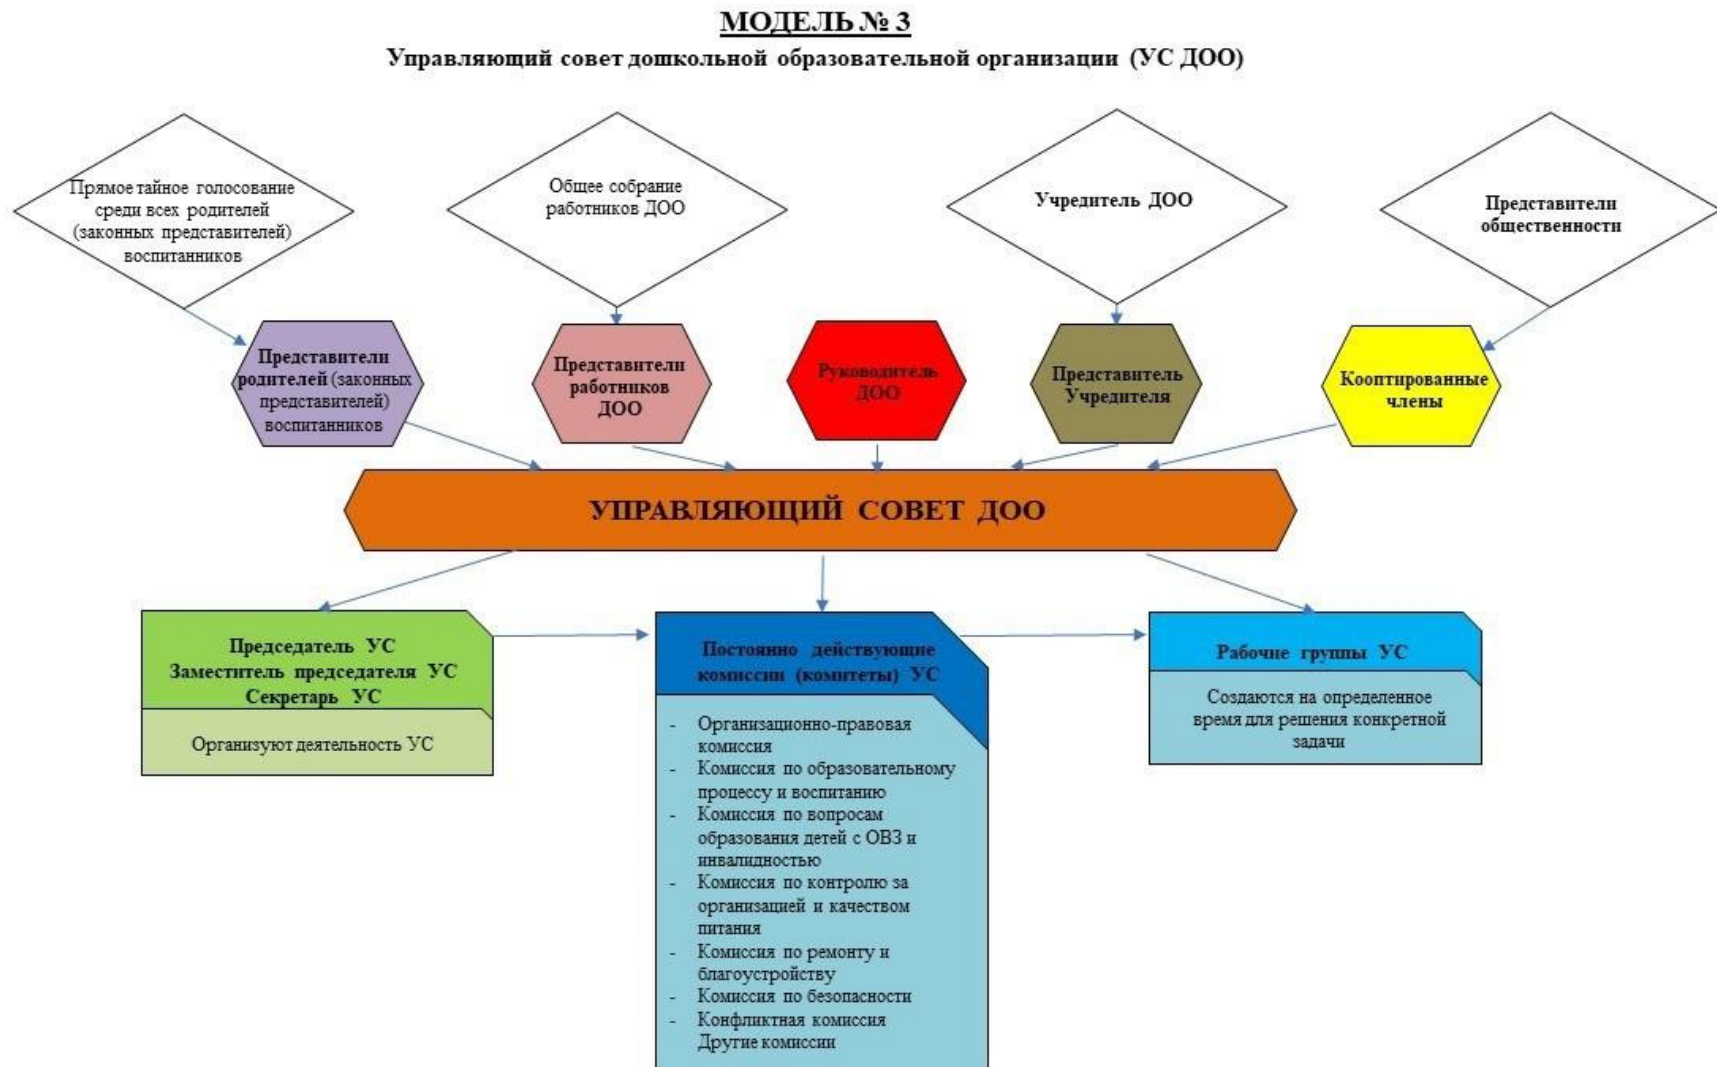 МОДЕЛЬ № 3
Управляющий совет дошкольной образовательной организации (УС ДОО)
Прямое тайное голосование
среди всех родителей
(законных представителей)
воспитанников
Общее собрание
работников ДОО
Учредитель ДОО
Представители
общественности
Представители
родителей (законных
представителей)
воспитанников
Представители
работников
ДОО
Руководитель
ДОО
Представитель
Учредителя
Кооптированные
члены
УПРАВЛЯЮЩИЙ СОВЕТ ДОО
Председатель УС
Заместитель председателя УС
Секретарь УС
Организуют деятельность УС
Постоянно действующие
комиссии (комитеты) УС
- Организационно-правовая
комиссия
- Комиссия по образовательному
процессу и воспитанию
- Комиссия по вопросам
образования детей с ОВЗ и
инвалидностью
- Комиссия по контролю за
организацией и качеством
питания
- Комиссия по ремонту и
благоустройству
- Комиссия по безопасности
- Конфликтная комиссия
Другие комиссии
Рабочие группы УС
Создаются на определенное
время для решения конкретной
задачи